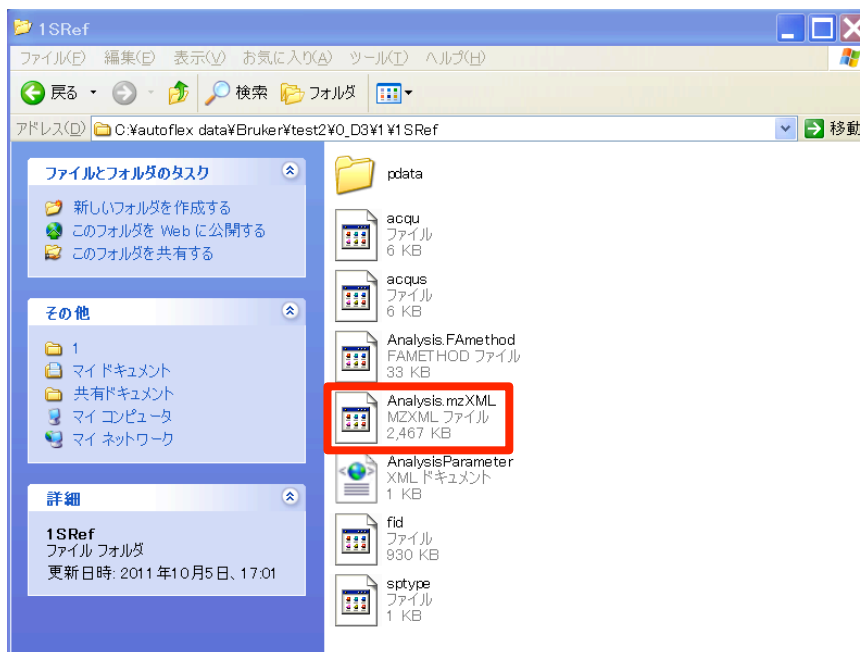 1SRef
ファイル(F) 編集(E) 表示(V) お気に入り(A) ツール(T) ヘルプ(H)
戻る 検索 フォルダ
アドレス(D) C:¥autoflex data¥Bruker¥test2¥0_D3¥1¥1SRef 移動
ファイルとフォルダのタスク
新しいフォルダを作成する
このフォルダを Web に公開する
このフォルダを共有する
その他
1
マイ ドキュメント
共有ドキュメント
マイ コンピュータ
マイ ネットワーク
詳細
1SRef
ファイル フォルダ
更新日時: 2011年10月5日、17:01
pdata
acqu
ファイル
6 KB
acqus
ファイル
6 KB
Analysis.FAmethod
FAMETHOD ファイル
33 KB
Analysis.mzXML
MZXML ファイル
2,467 KB
AnalysisParameter
XML ドキュメント
1 KB
fid
ファイル
930 KB
sptype
ファイル
1 KB